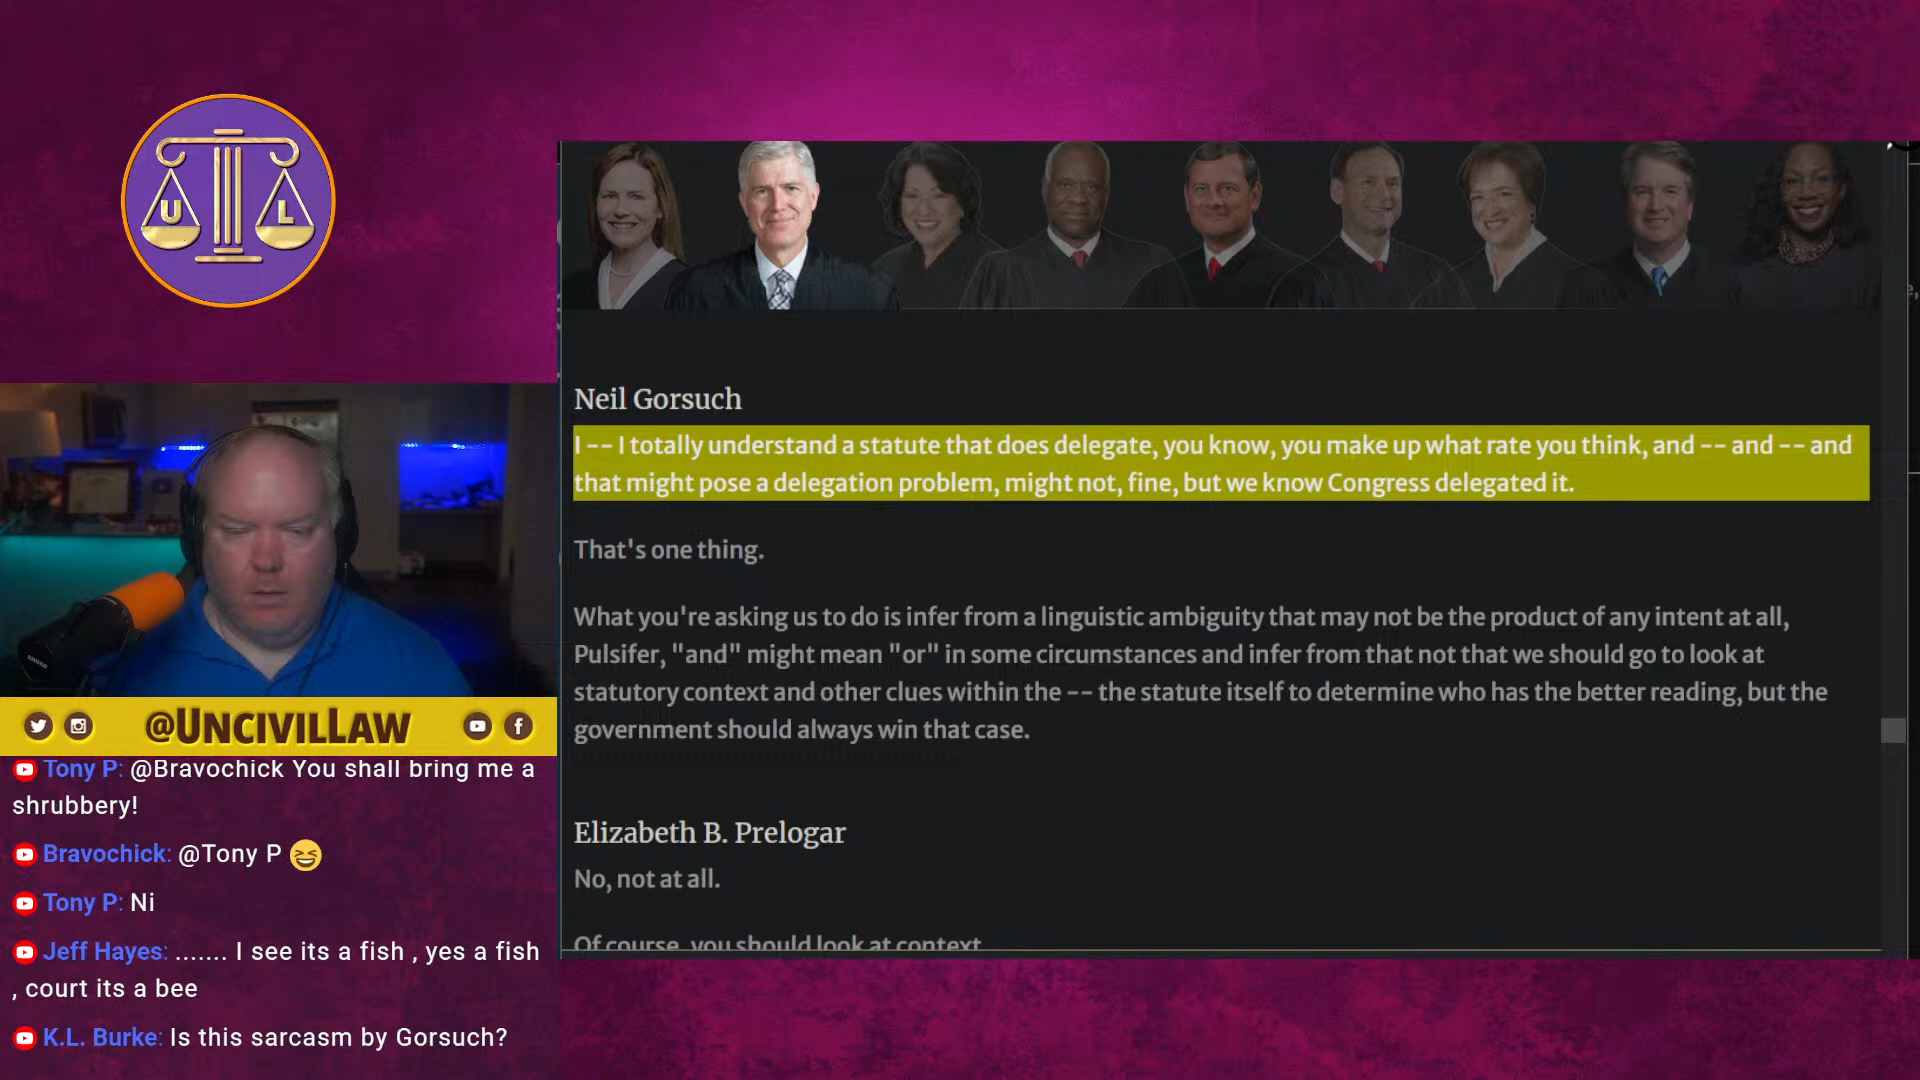 U L
Neil Gorsuch
I -- I totally understand a statute that does delegate, you know, you make up what rate you think, and -- and -- and
that might pose a delegation problem, might not, fine, but we know Congress delegated it.
That's one thing.
What you're asking us to do is infer from a linguistic ambiguity that may not be the product of any intent at all,
Pulsifer, "and" might mean "or" in some circumstances and infer from that not that we should go to look at
statutory context and other clues within the -- the statute itself to determine who has the better reading, but the
government should always win that case.
Elizabeth B. Prelogar
No, not at all.
Of course, you should look at context
@UNCIVILLAW
Tony P: @Bravochick You shall bring me a
shrubbery!
Bravochick: @Tony P 😆
Tony P: Ni
Jeff Hayes: ....... I see its a fish , yes a fish
, court its a bee
K.L. Burke: Is this sarcasm by Gorsuch?